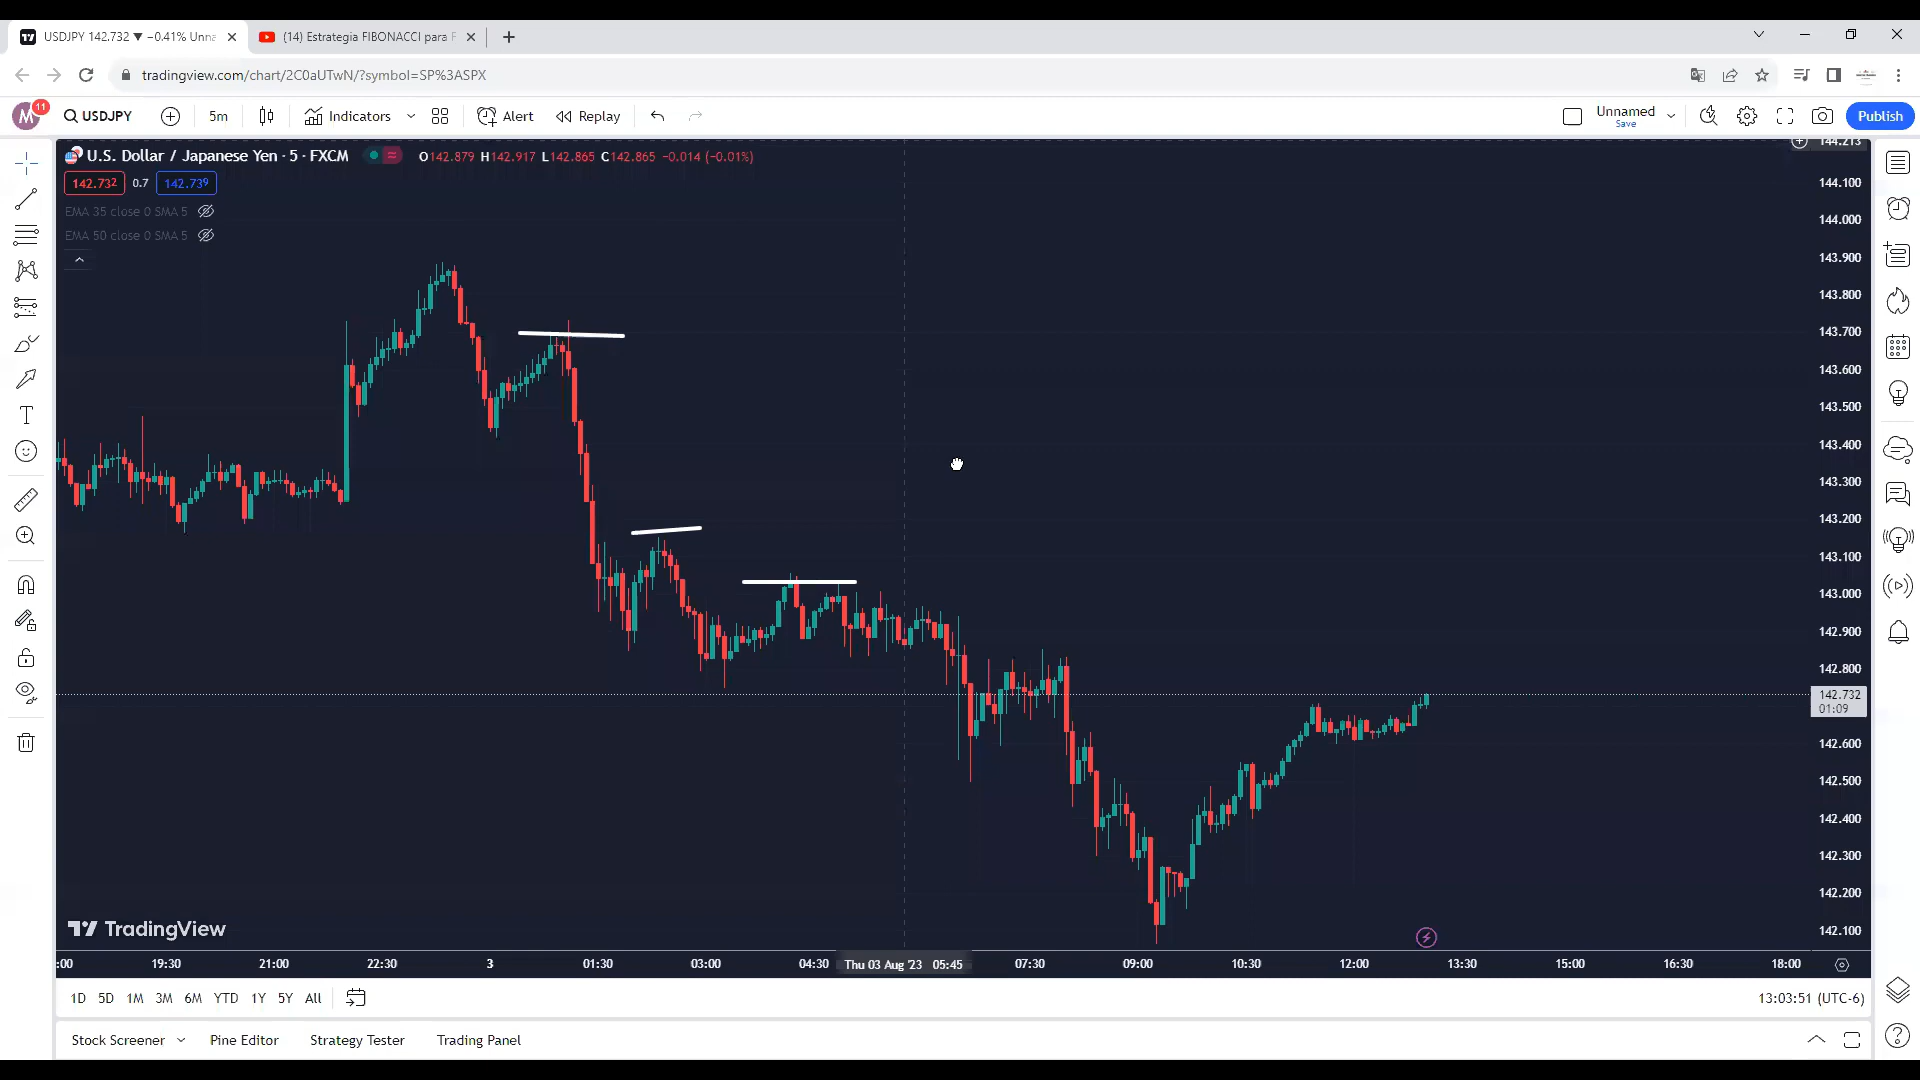 USDJPY 142.732 ▼ −0.41% Unna
(14) Estrategia FIBONACCI para F
tradingview.com/chart/2C0aUTwN/?symbol=SP%3ASPX
M 11 USDJPY 5m Indicators Alert Replay Unnamed Save Publish
U.S. Dollar / Japanese Yen · 5 · FXCM O142.879 H142.917 L142.865 C142.865 −0.014 (−0.01%)
142.732 0.7 142.739
EMA 35 close 0 SMA 5
EMA 50 close 0 SMA 5
144.213
144.100
144.000
143.900
143.800
143.700
143.600
143.500
143.400
143.300
143.200
143.100
143.000
142.900
142.800
142.732
01:09
142.600
142.500
142.400
142.300
142.200
142.100
TradingView
:00 19:30 21:00 22:30 3 01:30 03:00 04:30 Thu 03 Aug '23 05:45 07:30 09:00 10:30 12:00 13:30 15:00 16:30 18:00
1D 5D 1M 3M 6M YTD 1Y 5Y All 13:03:51 (UTC-6)
Stock Screener Pine Editor Strategy Tester Trading Panel